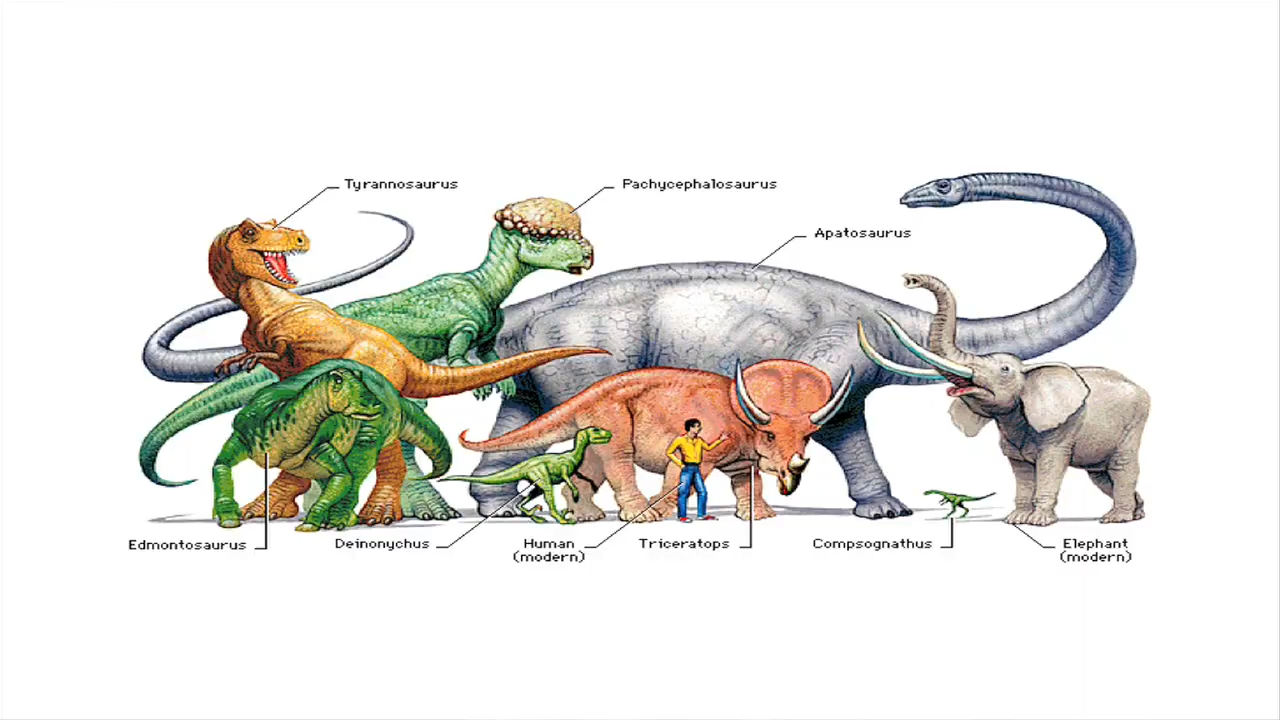 Tyrannosaurus
Pachycephalosaurus
Apatosaurus
Edmontosaurus
Deinonychus
Human
(modern)
Triceratops
Compsognathus
Elephant
(modern)